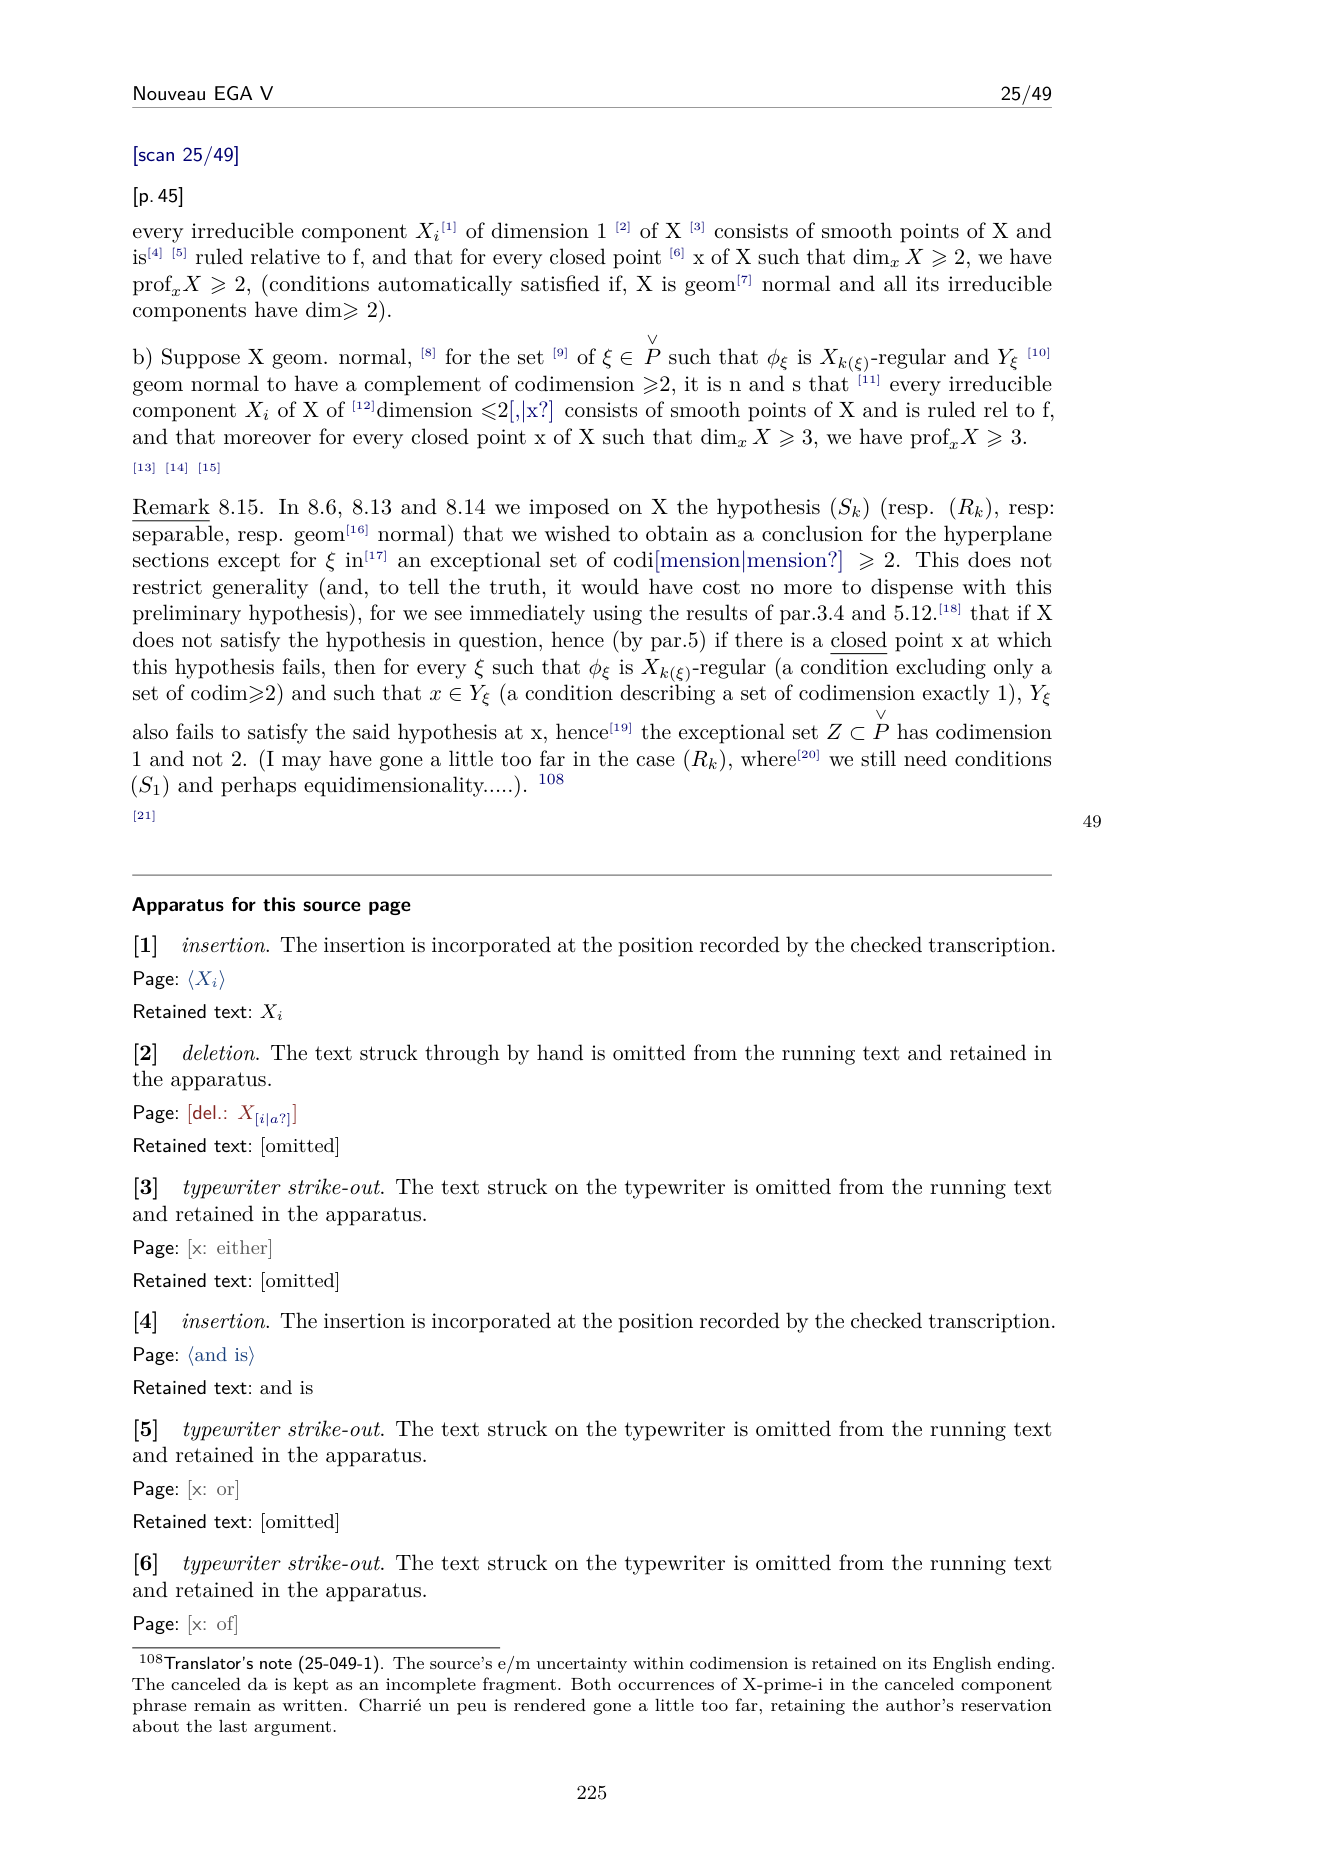 Nouveau EGA V 25/49
[scan 25/49]
[p. 45]
every irreducible component X_i[1] of dimension 1 [2] of X [3] consists of smooth points of X and
is[4] [5] ruled relative to f, and that for every closed point [6] x of X such that dim_x X ⩾ 2, we have
prof_x X ⩾ 2, (conditions automatically satisfied if, X is geom[7] normal and all its irreducible
components have dim⩾ 2).
b) Suppose X geom. normal, [8] for the set [9] of ξ ∈ P̌ such that ϕ_ξ is X_{k(ξ)}-regular and Y_ξ [10]
geom normal to have a complement of codimension ⩾2, it is n and s that [11] every irreducible
component X_i of X of [12]dimension ⩽2[,|x?] consists of smooth points of X and is ruled rel to f,
and that moreover for every closed point x of X such that dim_x X ⩾ 3, we have prof_x X ⩾ 3.
[13] [14] [15]
Remark 8.15. In 8.6, 8.13 and 8.14 we imposed on X the hypothesis (S_k) (resp. (R_k), resp:
separable, resp. geom[16] normal) that we wished to obtain as a conclusion for the hyperplane
sections except for ξ in[17] an exceptional set of codi[mension|mension?] ⩾ 2. This does not
restrict generality (and, to tell the truth, it would have cost no more to dispense with this
preliminary hypothesis), for we see immediately using the results of par.3.4 and 5.12.[18] that if X
does not satisfy the hypothesis in question, hence (by par.5) if there is a closed point x at which
this hypothesis fails, then for every ξ such that ϕ_ξ is X_{k(ξ)}-regular (a condition excluding only a
set of codim⩾2) and such that x ∈ Y_ξ (a condition describing a set of codimension exactly 1), Y_ξ
also fails to satisfy the said hypothesis at x, hence[19] the exceptional set Z ⊂ P̌ has codimension
1 and not 2. (I may have gone a little too far in the case (R_k), where[20] we still need conditions
(S_1) and perhaps equidimensionality.....). 108
[21]
49
Apparatus for this source page
[1] insertion. The insertion is incorporated at the position recorded by the checked transcription.
Page: ⟨X_i⟩
Retained text: X_i
[2] deletion. The text struck through by hand is omitted from the running text and retained in
the apparatus.
Page: [del.: X_[i|a?]]
Retained text: [omitted]
[3] typewriter strike-out. The text struck on the typewriter is omitted from the running text
and retained in the apparatus.
Page: [x: either]
Retained text: [omitted]
[4] insertion. The insertion is incorporated at the position recorded by the checked transcription.
Page: ⟨and is⟩
Retained text: and is
[5] typewriter strike-out. The text struck on the typewriter is omitted from the running text
and retained in the apparatus.
Page: [x: or]
Retained text: [omitted]
[6] typewriter strike-out. The text struck on the typewriter is omitted from the running text
and retained in the apparatus.
Page: [x: of]
108Translator's note (25-049-1). The source's e/m uncertainty within codimension is retained on its English ending.
The canceled da is kept as an incomplete fragment. Both occurrences of X-prime-i in the canceled component
phrase remain as written. Charrié un peu is rendered gone a little too far, retaining the author's reservation
about the last argument.
225